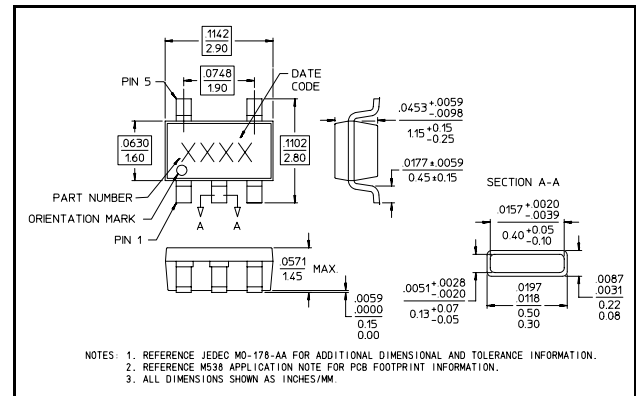 .1142
2.90
.0748
1.90
PIN 5
DATE
CODE
.0630
1.60
XXXX
.1102
2.80
PART NUMBER
ORIENTATION MARK
PIN 1
A
A
.0453 +.0059 -.0098
1.15 +0.15 -0.25
.0177 ±.0059
0.45 ±0.15
.0571
1.45
MAX.
.0059
.0000
0.15
0.00
SECTION A-A
.0157 +.0020 -.0039
0.40 +0.05 -0.10
.0051 +.0028 -.0020
0.13 +0.07 -0.05
.0197
.0118
0.50
0.30
.0087
.0031
0.22
0.08
NOTES: 1. REFERENCE JEDEC MO-178-AA FOR ADDITIONAL DIMENSIONAL AND TOLERANCE INFORMATION.
2. REFERENCE M538 APPLICATION NOTE FOR PCB FOOTPRINT INFORMATION.
3. ALL DIMENSIONS SHOWN AS INCHES/MM.